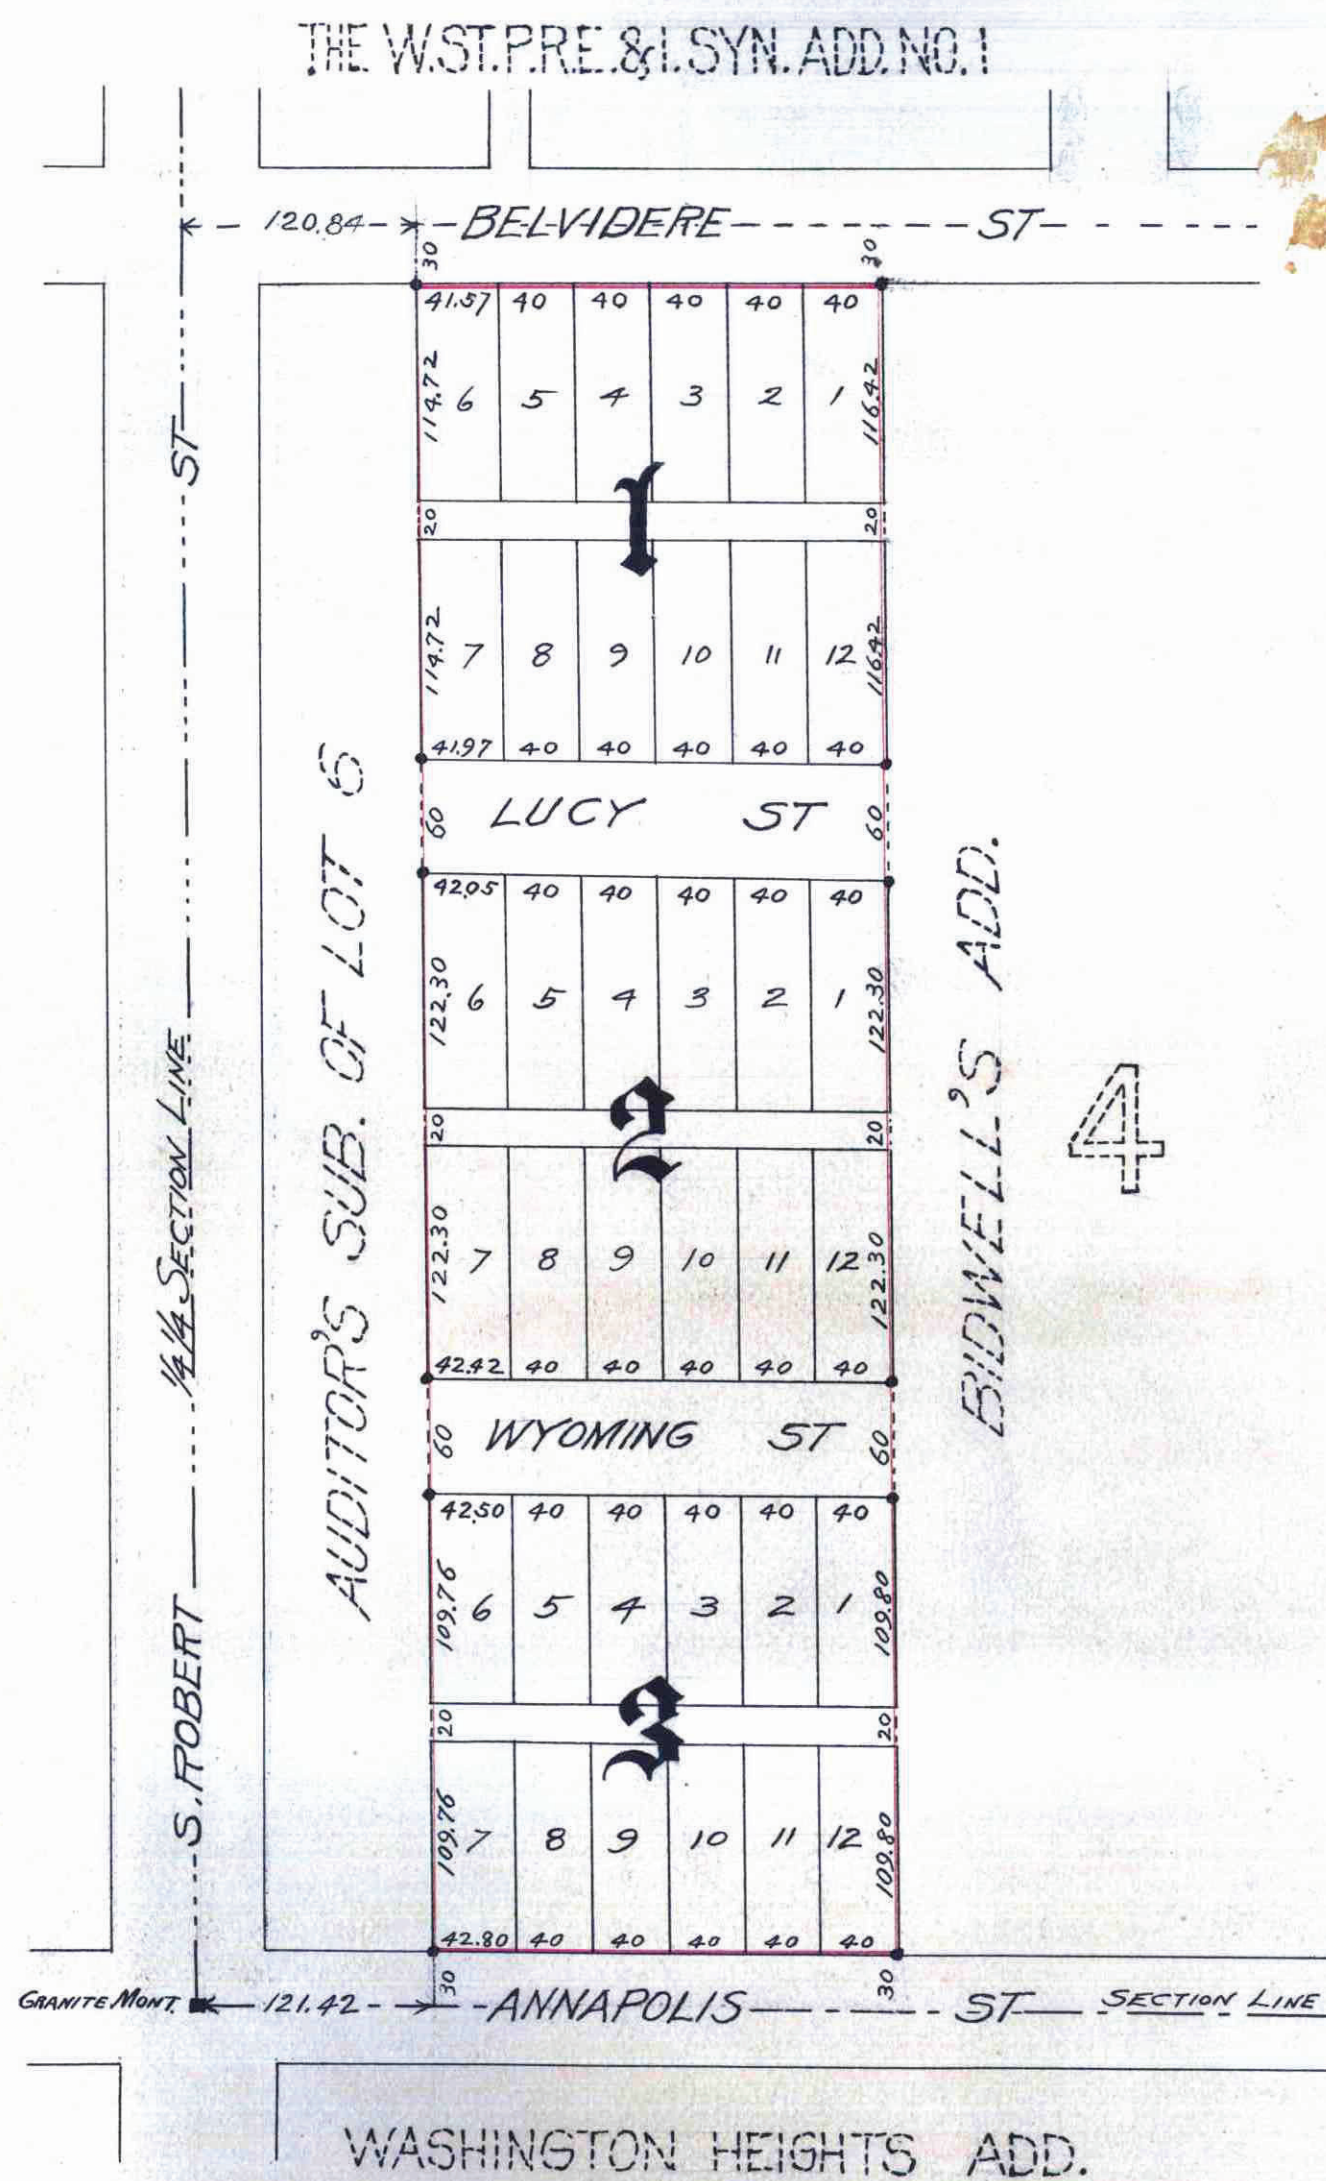 THE W.ST.P.R.E.&I.SYN.ADD.NO.1
120.84 BELVIDERE ST
30 30
41.57 40 40 40 40 40
114.72 6 5 4 3 2 1 116.42
ST
1
20 20
114.72 7 8 9 10 11 12 116.42
41.97 40 40 40 40 40
60 LUCY ST 60
AUDITOR'S SUB. OF LOT 6
BIDWELL'S ADD.
42.05 40 40 40 40 40
122.30 6 5 4 3 2 1 122.30
2
4
20 20
1/4 1/4 SECTION LINE
122.30 7 8 9 10 11 12 122.30
42.42 40 40 40 40 40
60 WYOMING ST 60
42.50 40 40 40 40 40
109.76 6 5 4 3 2 1 109.80
S. ROBERT
3
20 20
109.76 7 8 9 10 11 12 109.80
42.80 40 40 40 40 40
30 30
GRANITE MONT. 121.42 ANNAPOLIS ST SECTION LINE
WASHINGTON HEIGHTS ADD.